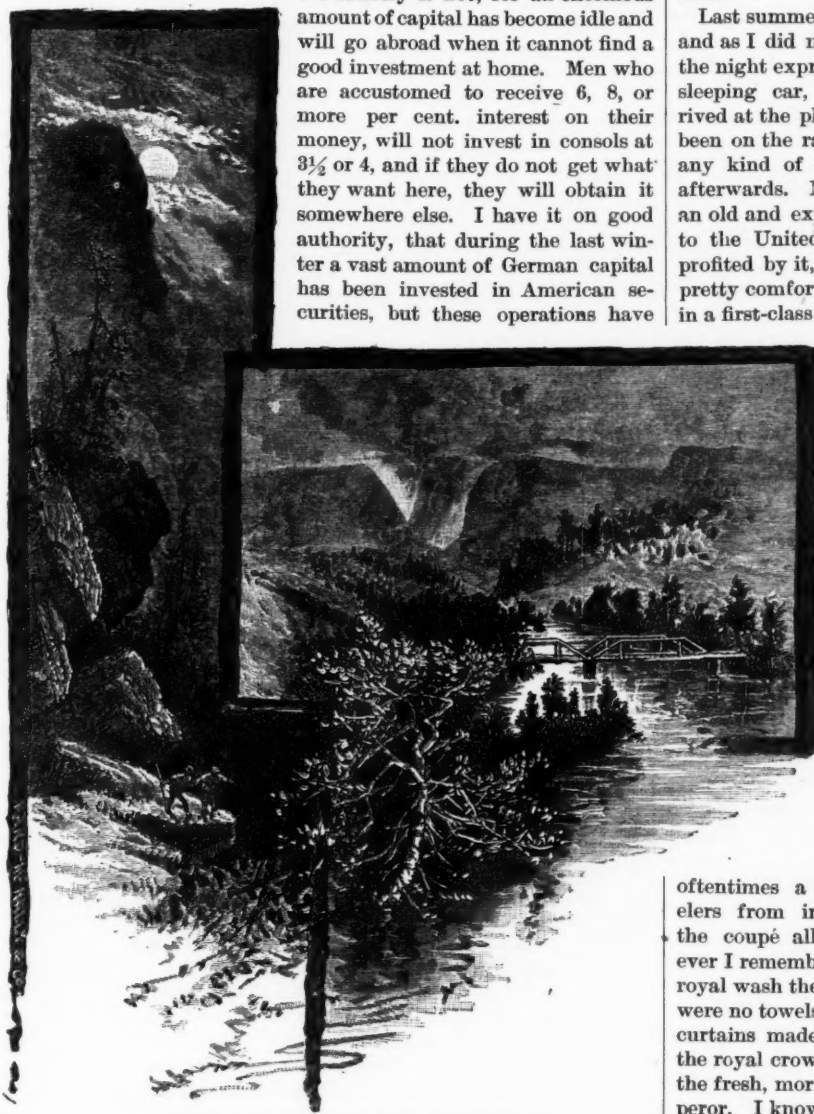 amount of capital has become idle and
will go abroad when it cannot find a
good investment at home. Men who
are accustomed to receive 6, 8, or
more per cent. interest on their
money, will not invest in consols at
3½ or 4, and if they do not get what
they want here, they will obtain it
somewhere else. I have it on good
authority, that during the last win-
ter a vast amount of German capital
has been invested in American se-
curities, but these operations have
Last summe
and as I did
the night expr
sleeping car,
rived at the pl
been on the
any kind of
afterwards.
an old and ex
to the United
profited by it,
pretty comfor
in a first-class
oftentimes a
elers from in
the coupé all
ever I rememb
royal wash the
were no towels
curtains made
the royal crow
the fresh, mor
peror. I know